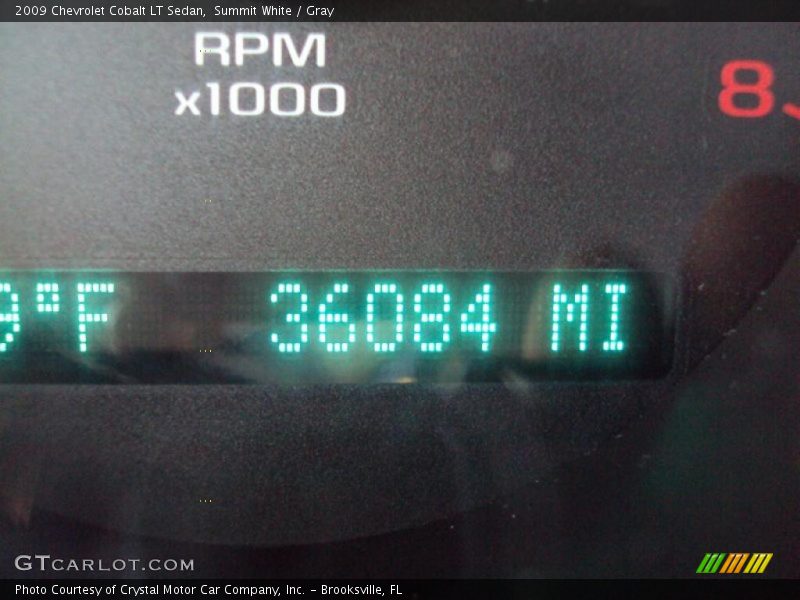 2009 Chevrolet Cobalt LT Sedan, Summit White / Gray
RPM
x1000
8
9°F 36084 MI
GTCARLOT.COM
Photo Courtesy of Crystal Motor Car Company, Inc. – Brooksville, FL